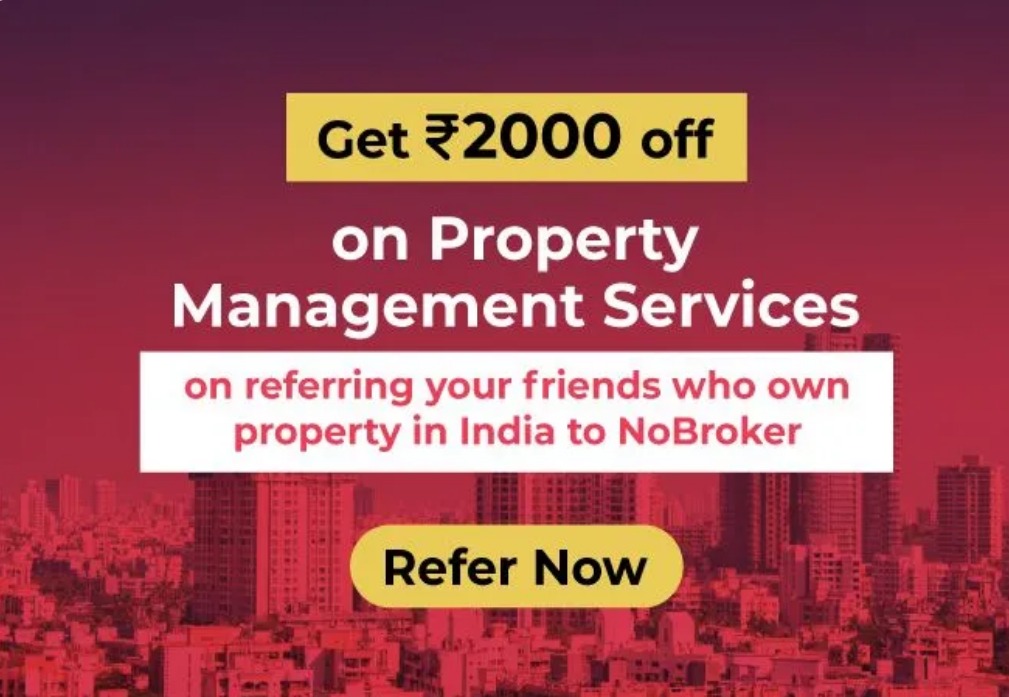 Get ₹2000 off
on Property
Management Services
on referring your friends who own
property in India to NoBroker
Refer Now